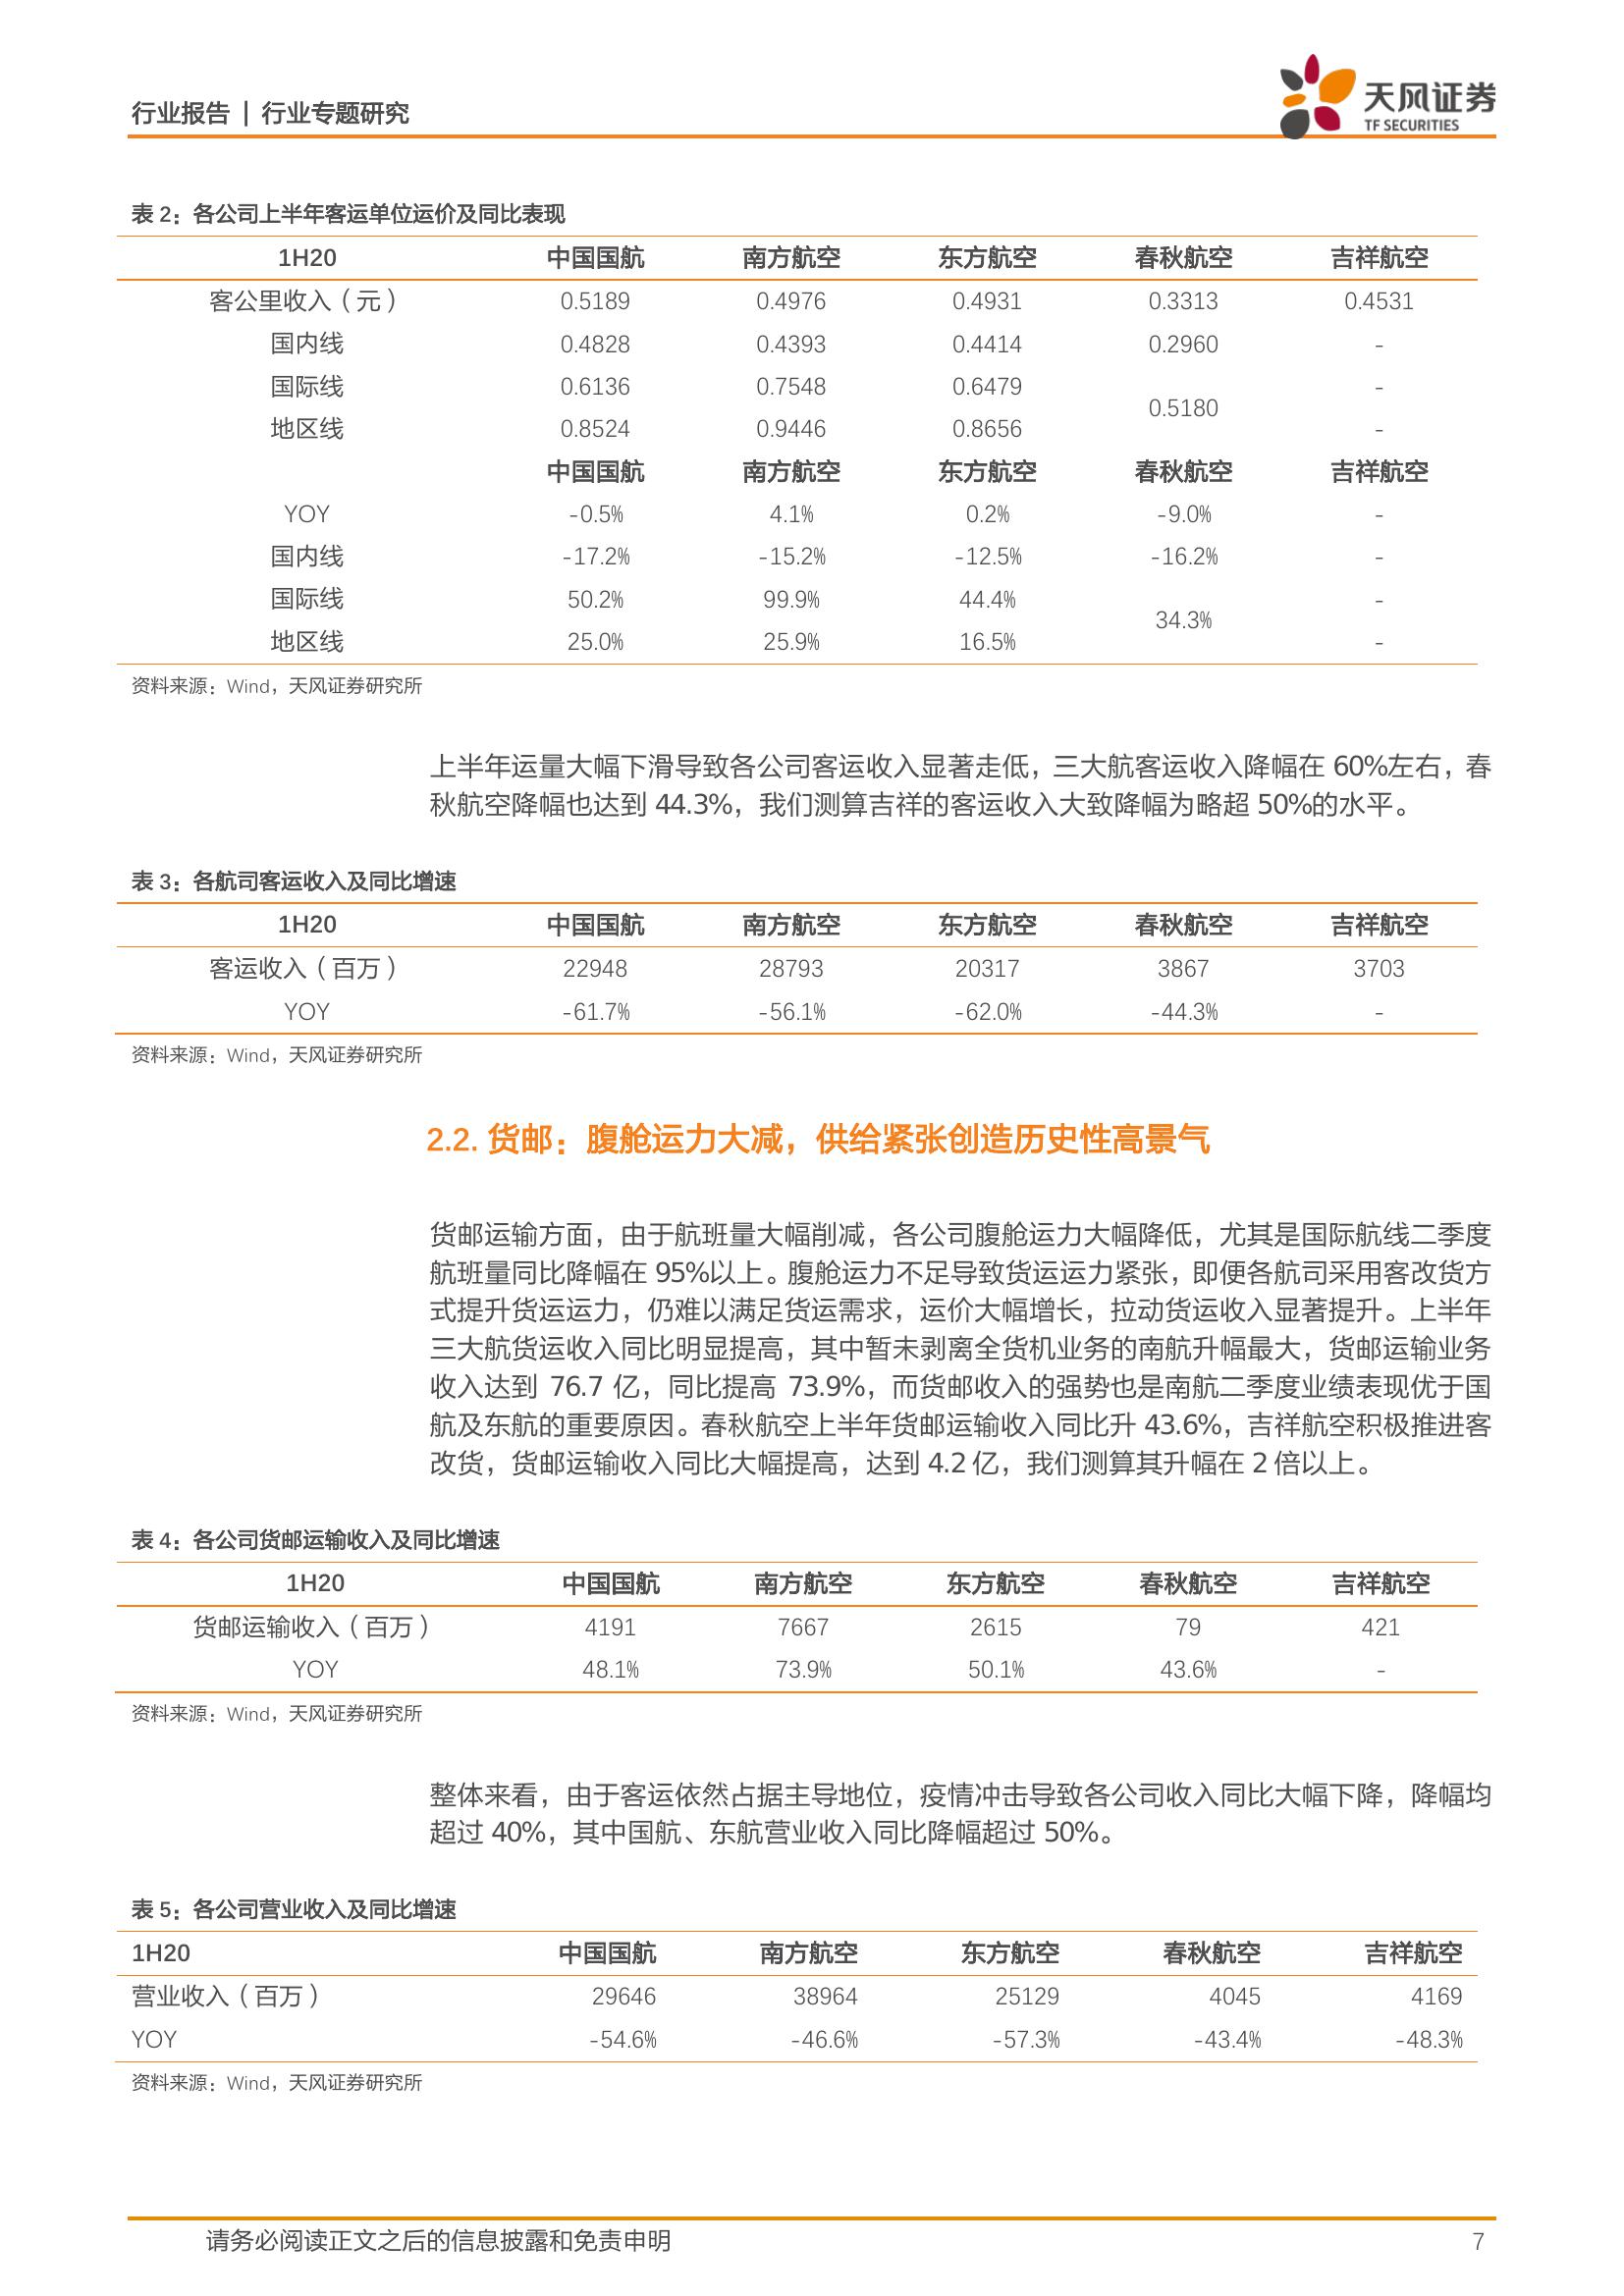 行业报告 | 行业专题研究
天风证券
TF SECURITIES
表 2：各公司上半年客运单位运价及同比表现
1H20 中国国航 南方航空 东方航空 春秋航空 吉祥航空
客公里收入（元） 0.5189 0.4976 0.4931 0.3313 0.4531
国内线 0.4828 0.4393 0.4414 0.2960 -
国际线 0.6136 0.7548 0.6479 -
0.5180
地区线 0.8524 0.9446 0.8656 -
中国国航 南方航空 东方航空 春秋航空 吉祥航空
YOY -0.5% 4.1% 0.2% -9.0% -
国内线 -17.2% -15.2% -12.5% -16.2% -
国际线 50.2% 99.9% 44.4% -
34.3%
地区线 25.0% 25.9% 16.5% -
资料来源：Wind，天风证券研究所
上半年运量大幅下滑导致各公司客运收入显著走低，三大航客运收入降幅在 60%左右，春
秋航空降幅也达到 44.3%，我们测算吉祥的客运收入大致降幅为略超 50%的水平。
表 3：各航司客运收入及同比增速
1H20 中国国航 南方航空 东方航空 春秋航空 吉祥航空
客运收入（百万） 22948 28793 20317 3867 3703
YOY -61.7% -56.1% -62.0% -44.3% -
资料来源：Wind，天风证券研究所
2.2. 货邮：腹舱运力大减，供给紧张创造历史性高景气
货邮运输方面，由于航班量大幅削减，各公司腹舱运力大幅降低，尤其是国际航线二季度
航班量同比降幅在 95%以上。腹舱运力不足导致货运运力紧张，即便各航司采用客改货方
式提升货运运力，仍难以满足货运需求，运价大幅增长，拉动货运收入显著提升。上半年
三大航货运收入同比明显提高，其中暂未剥离全货机业务的南航升幅最大，货邮运输业务
收入达到 76.7 亿，同比提高 73.9%，而货邮收入的强势也是南航二季度业绩表现优于国
航及东航的重要原因。春秋航空上半年货邮运输收入同比升 43.6%，吉祥航空积极推进客
改货，货邮运输收入同比大幅提高，达到 4.2 亿，我们测算其升幅在 2 倍以上。
表 4：各公司货邮运输收入及同比增速
1H20 中国国航 南方航空 东方航空 春秋航空 吉祥航空
货邮运输收入（百万） 4191 7667 2615 79 421
YOY 48.1% 73.9% 50.1% 43.6% -
资料来源：Wind，天风证券研究所
整体来看，由于客运依然占据主导地位，疫情冲击导致各公司收入同比大幅下降，降幅均
超过 40%，其中国航、东航营业收入同比降幅超过 50%。
表 5：各公司营业收入及同比增速
1H20 中国国航 南方航空 东方航空 春秋航空 吉祥航空
营业收入（百万） 29646 38964 25129 4045 4169
YOY -54.6% -46.6% -57.3% -43.4% -48.3%
资料来源：Wind，天风证券研究所
请务必阅读正文之后的信息披露和免责申明 7